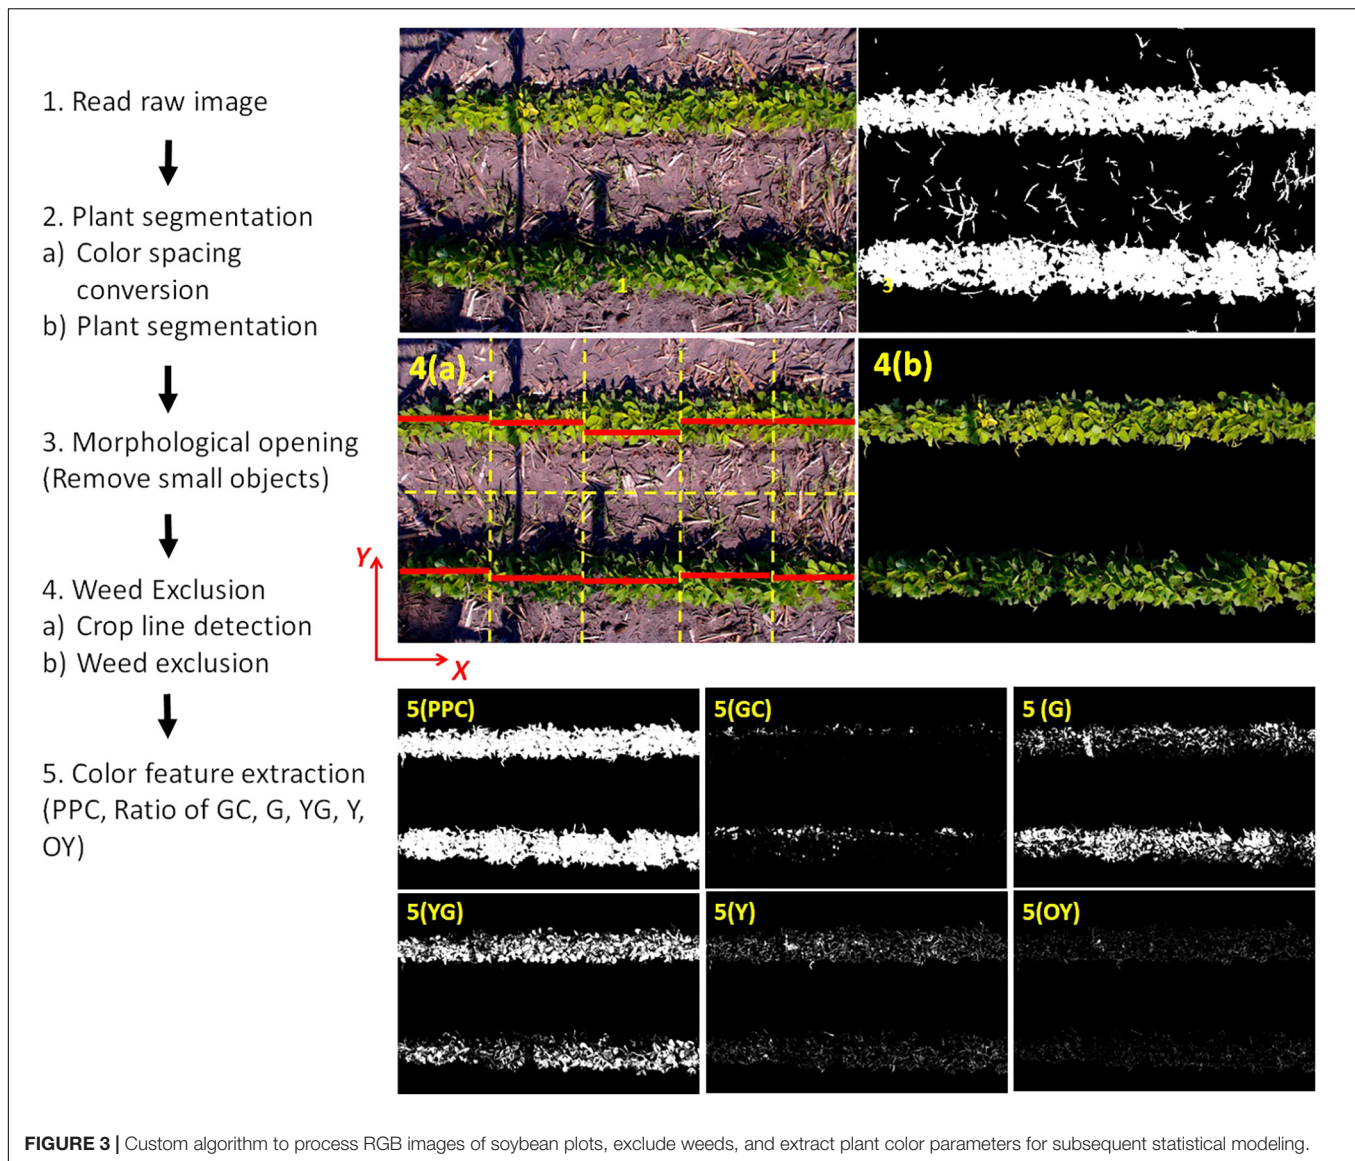 1. Read raw image
2. Plant segmentation
a) Color spacing
conversion
b) Plant segmentation
3. Morphological opening
(Remove small objects)
4. Weed Exclusion
a) Crop line detection
b) Weed exclusion
5. Color feature extraction
(PPC, Ratio of GC, G, YG, Y,
OY)
1
3
4(a)
4(b)
Y
X
5(PPC)
5(GC)
5 (G)
5(YG)
5(Y)
5(OY)
FIGURE 3 | Custom algorithm to process RGB images of soybean plots, exclude weeds, and extract plant color parameters for subsequent statistical modeling.